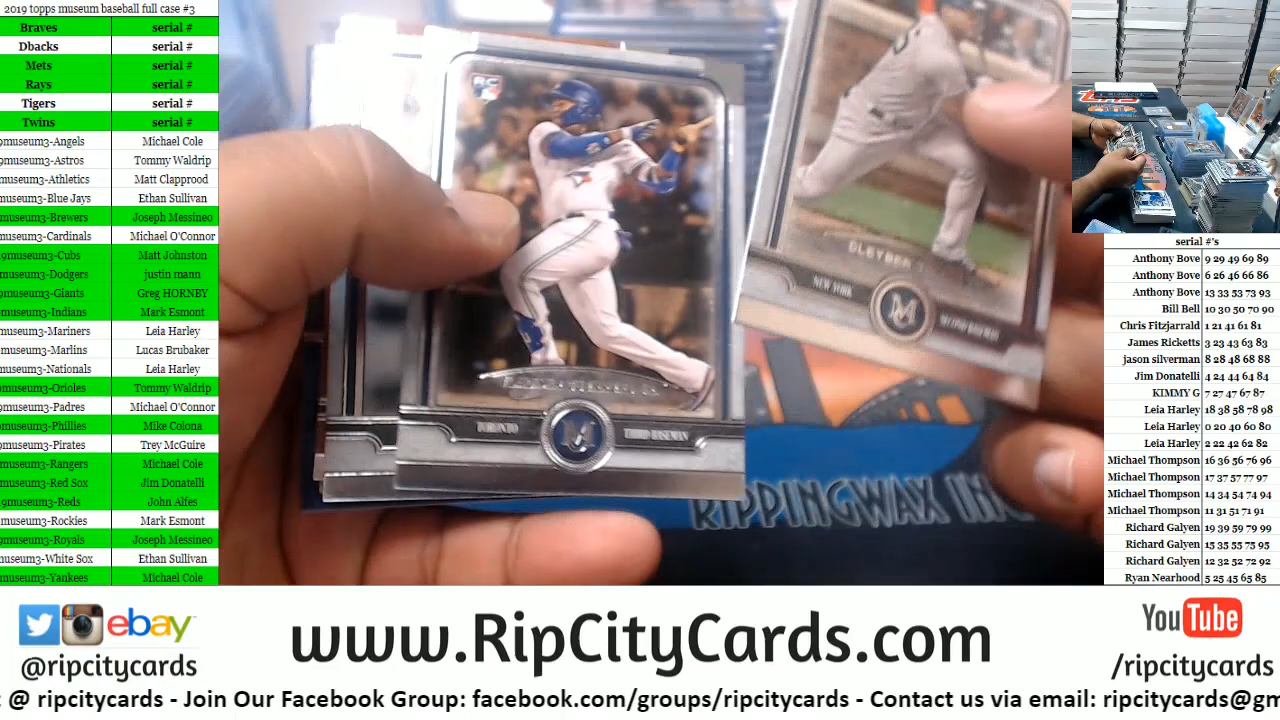 2019 topps museum baseball full case #3
Braves serial #
Dbacks serial #
Mets serial #
Rays serial #
Tigers serial #
Twins serial #
9museum3-Angels Michael Cole
9museum3-Astros Tommy Waldrip
museum3-Athletics Matt Clapprood
museum3-Blue Jays Ethan Sullivan
museum3-Brewers Joseph Messineo
museum3-Cardinals Michael O'Connor
9museum3-Cubs Matt Johnston
museum3-Dodgers justin mann
9museum3-Giants Greg HORNBY
museum3-Indians Mark Esmont
museum3-Mariners Leia Harley
museum3-Marlins Lucas Brubaker
museum3-Nationals Leia Harley
museum3-Orioles Tommy Waldrip
museum3-Padres Michael O'Connor
museum3-Phillies Mike Colona
museum3-Pirates Trey McGuire
museum3-Rangers Michael Cole
museum3-Red Sox Jim Donatelli
9museum3-Reds John Alfes
museum3-Rockies Mark Esmont
museum3-Royals Joseph Messineo
museum3-White Sox Ethan Sullivan
museum3-Yankees Michael Cole
RC
TORONTO THIRD BASEMAN
M
GLEYBER
NEW YORK
M
RIPPINGWAX
serial #'s
Anthony Bove 9 29 49 69 89
Anthony Bove 6 26 46 66 86
Anthony Bove 13 33 53 73 93
Bill Bell 10 30 50 70 90
Chris Fitzjarrald 1 21 41 61 81
James Ricketts 3 23 43 63 83
jason silverman 8 28 48 68 88
Jim Donatelli 4 24 44 64 84
KIMMY G 7 27 47 67 87
Leia Harley 18 38 58 78 98
Leia Harley 0 20 40 60 80
Leia Harley 2 22 42 62 82
Michael Thompson 16 36 56 76 96
Michael Thompson 17 37 57 77 97
Michael Thompson 14 34 54 74 94
Michael Thompson 11 31 51 71 91
Richard Galyen 19 39 59 79 99
Richard Galyen 15 35 55 75 95
Richard Galyen 12 32 52 72 92
Ryan Nearhood 5 25 45 65 85
ebay
@ripcitycards
www.RipCityCards.com
YouTube
/ripcitycards
: @ ripcitycards - Join Our Facebook Group: facebook.com/groups/ripcitycards - Contact us via email: ripcitycards@gm